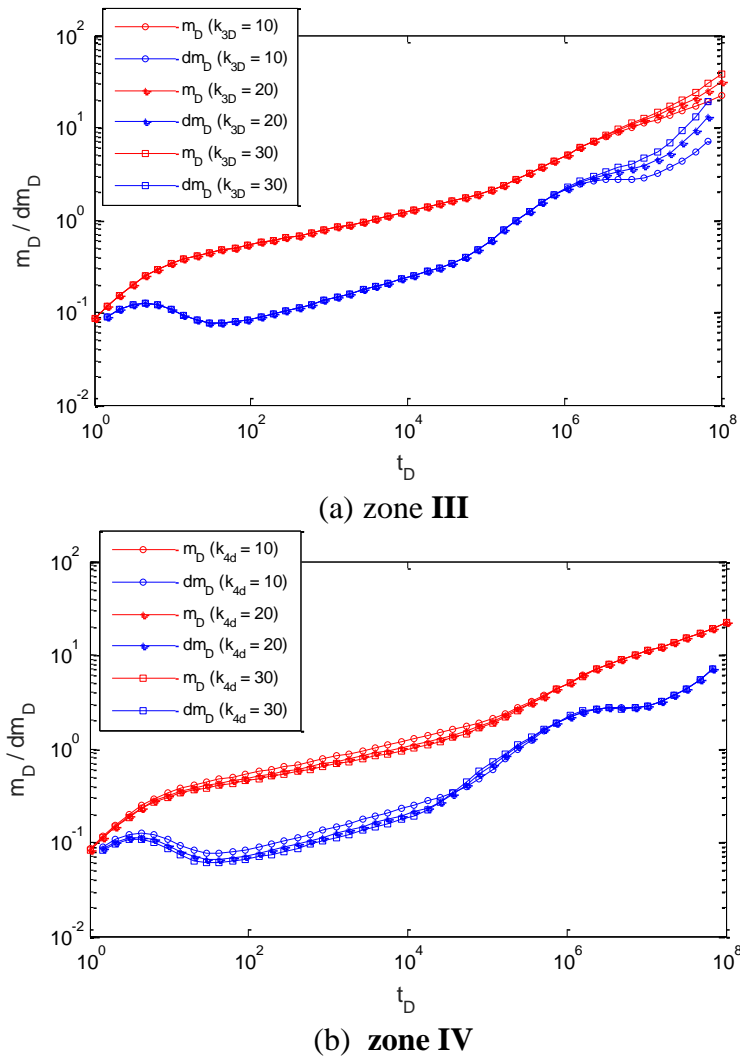 m_D (k_3D = 10)
dm_D (k_3D = 10)
m_D (k_3D = 20)
dm_D (k_3D = 20)
m_D (k_3D = 30)
dm_D (k_3D = 30)
10^2
10^1
10^0
10^-1
10^-2
m_D / dm_D
10^0 10^2 10^4 10^6 10^8
t_D
(a) zone III
m_D (k_4d = 10)
dm_D (k_4d = 10)
m_D (k_4d = 20)
dm_D (k_4d = 20)
m_D (k_4d = 30)
dm_D (k_4d = 30)
10^2
10^1
10^0
10^-1
10^-2
m_D / dm_D
10^0 10^2 10^4 10^6 10^8
t_D
(b) zone IV